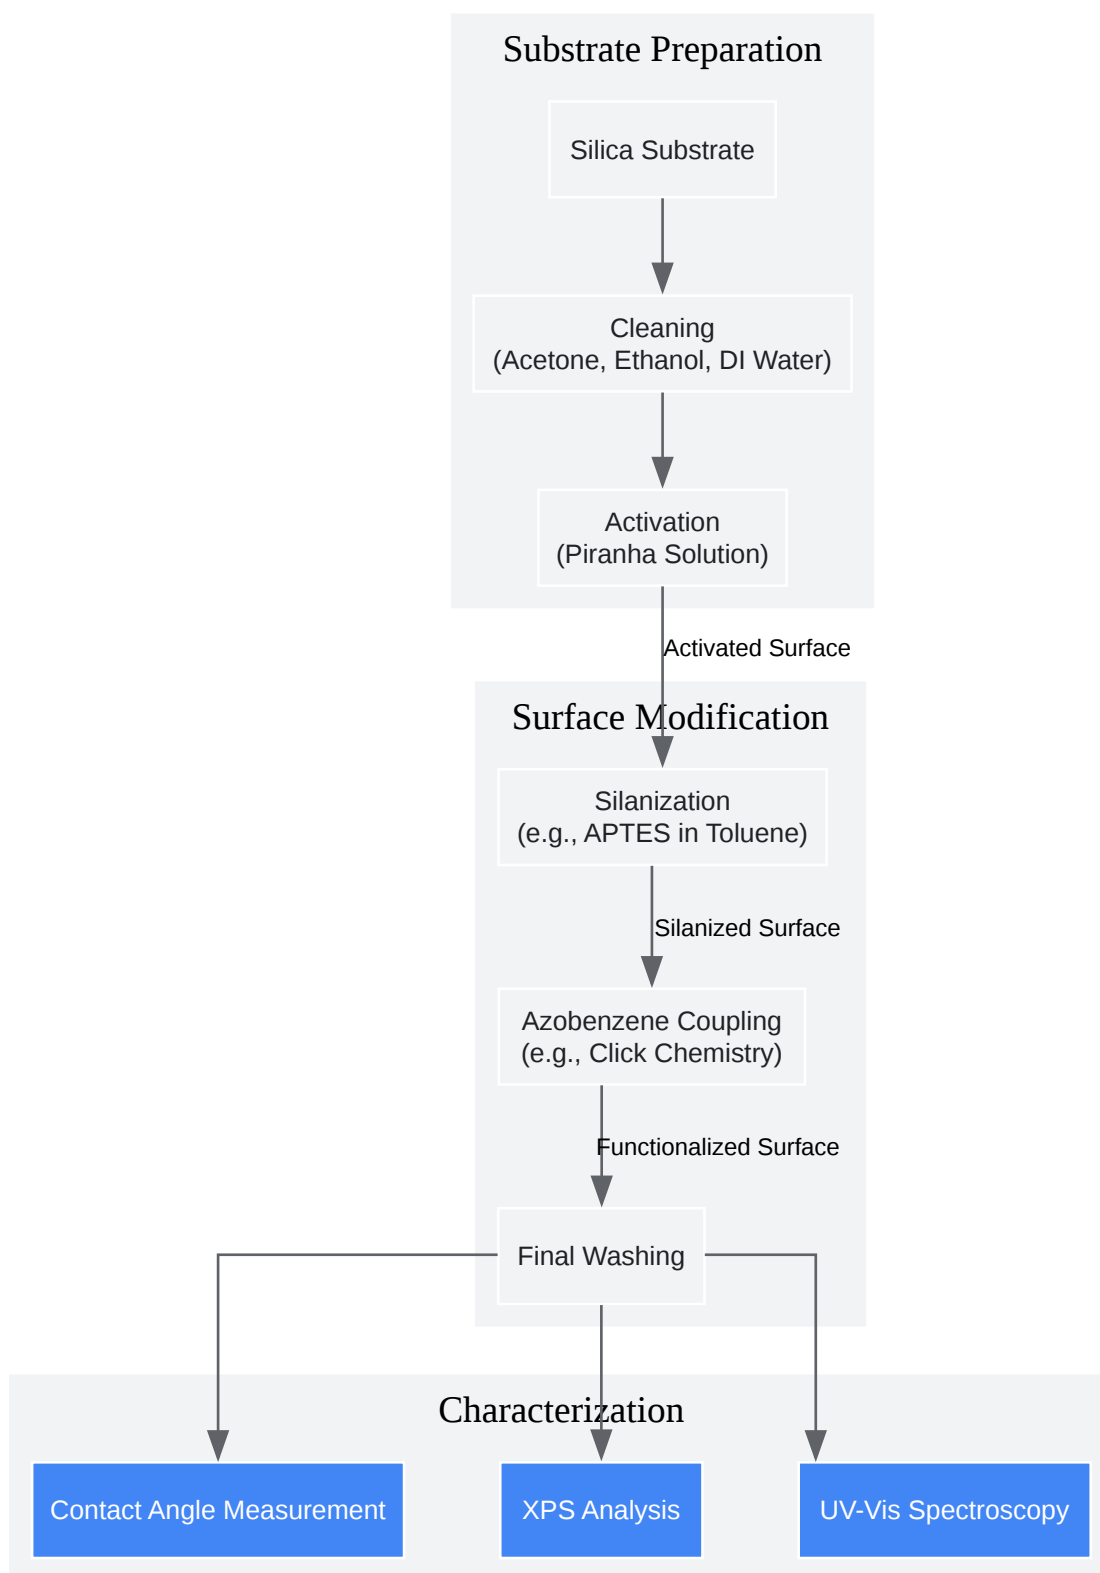 Substrate Preparation
Silica Substrate
Cleaning
(Acetone, Ethanol, DI Water)
Activation
(Piranha Solution)
Activated Surface
Surface Modification
Silanization
(e.g., APTES in Toluene)
Silanized Surface
Azobenzene Coupling
(e.g., Click Chemistry)
Functionalized Surface
Final Washing
Characterization
Contact Angle Measurement
XPS Analysis
UV-Vis Spectroscopy